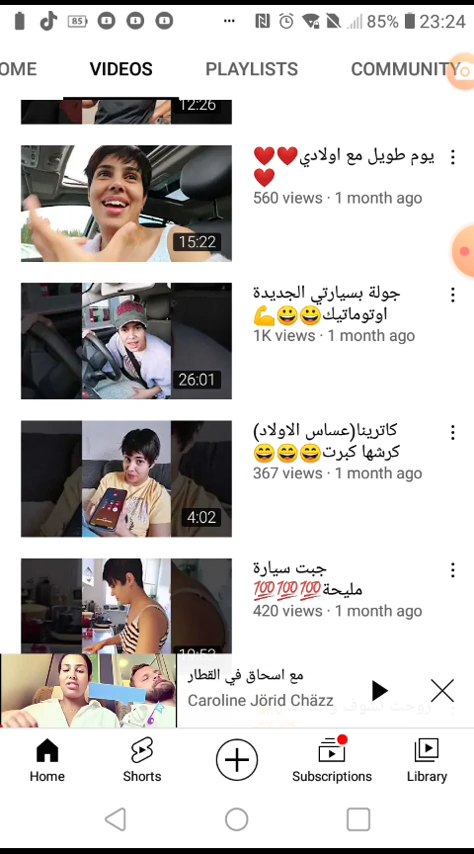 85
85%
23:24
OME
VIDEOS
PLAYLISTS
COMMUNITY
12:26
يوم طويل مع اولادي❤️❤️
❤️
560 views · 1 month ago
15:22
جولة بسيارتي الجديدة
اوتوماتيك😀😀💪
1K views · 1 month ago
26:01
كاترينا(عساس الاولاد)
كرشها كبرت😄😄😄
367 views · 1 month ago
4:02
جبت سيارة
مليحة💯💯💯
420 views · 1 month ago
مع اسحاق في القطار
Caroline Jörid Chäzz
Home
Shorts
Subscriptions
Library